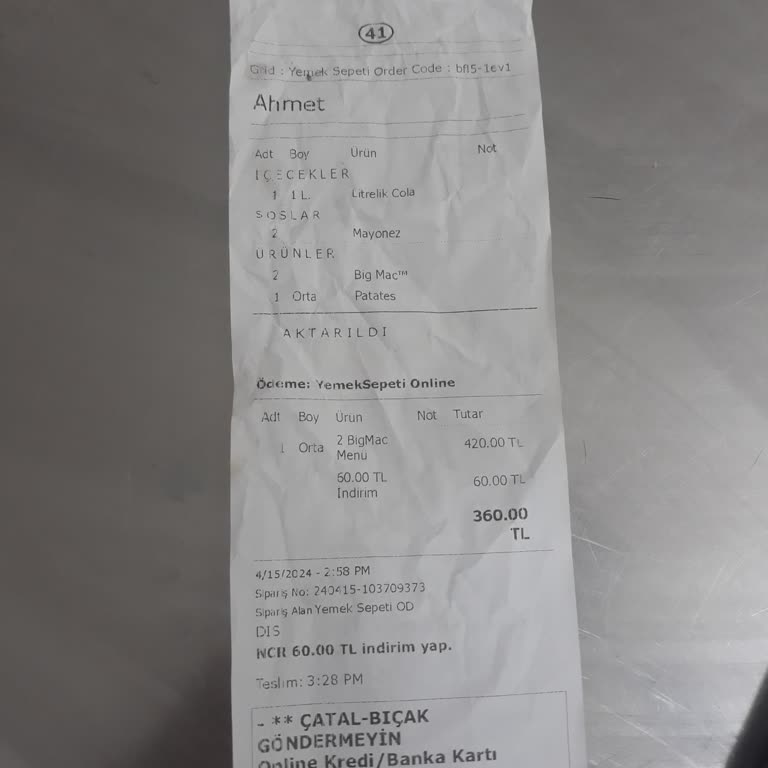 41
Grid : Yemek Sepeti Order Code : bfl5-1ev1
Ahmet
Adt Boy Ürün Not
İÇECEKLER
1 1 L. Litrelik Cola
SOSLAR
2 Mayonez
ÜRÜNLER
2 Big Mac™
1 Orta Patates
AKTARILDI
Ödeme: YemekSepeti Online
Adt Boy Ürün Not Tutar
1 Orta 2 BigMac Menü 420.00 TL
60.00 TL İndirim 60.00 TL
360.00 TL
4/15/2024 - 2:58 PM
Sipariş No: 240415-103709373
Sipariş Alan Yemek Sepeti OD
DIS
NCR 60.00 TL indirim yap.
Teslim: 3:28 PM
- ** ÇATAL-BIÇAK
GÖNDERMEYİN
Online Kredi/Banka Kartı